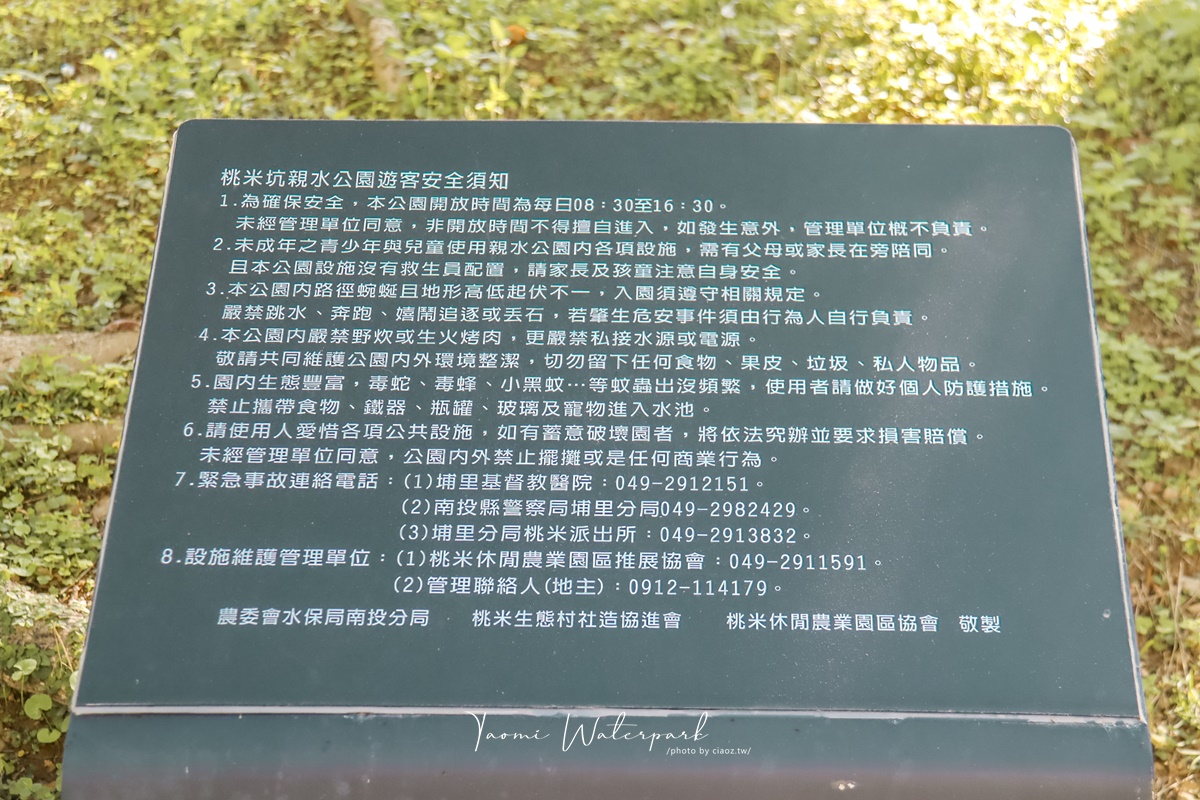 桃米坑親水公園遊客安全須知
1.為確保安全，本公園開放時間為每日08：30至16：30。
未經管理單位同意，非開放時間不得擅自進入，如發生意外，管理單位概不負責。
2.未成年之青少年與兒童使用親水公園內各項設施，需有父母或家長在旁陪同。
且本公園設施沒有救生員配置，請家長及孩童注意自身安全。
3.本公園內路徑蜿蜒且地形高低起伏不一，入園須遵守相關規定。
嚴禁跳水、奔跑、嬉鬧追逐或丟石，若肇生危安事件須由行為人自行負責。
4.本公園內嚴禁野炊或生火烤肉，更嚴禁私接水源或電源。
敬請共同維護公園內外環境整潔，切勿留下任何食物、果皮、垃圾、私人物品。
5.園內生態豐富，毒蛇、毒蜂、小黑蚊…等蚊蟲出沒頻繁，使用者請做好個人防護措施。
禁止攜帶食物、鐵器、瓶罐、玻璃及寵物進入水池。
6.請使用人愛惜各項公共設施，如有蓄意破壞園者，將依法究辦並要求損害賠償。
未經管理單位同意，公園內外禁止擺攤或是任何商業行為。
7.緊急事故連絡電話：(1)埔里基督教醫院：049-2912151。
(2)南投縣警察局埔里分局049-2982429。
(3)埔里分局桃米派出所：049-2913832。
8.設施維護管理單位：(1)桃米休閒農業園區推展協會：049-2911591。
(2)管理聯絡人(地主)：0912-114179。
農委會水保局南投分局 桃米生態村社造協進會 桃米休閒農業園區協會 敬製
Yaomi Waterpark
/photo by ciaoz.tw/